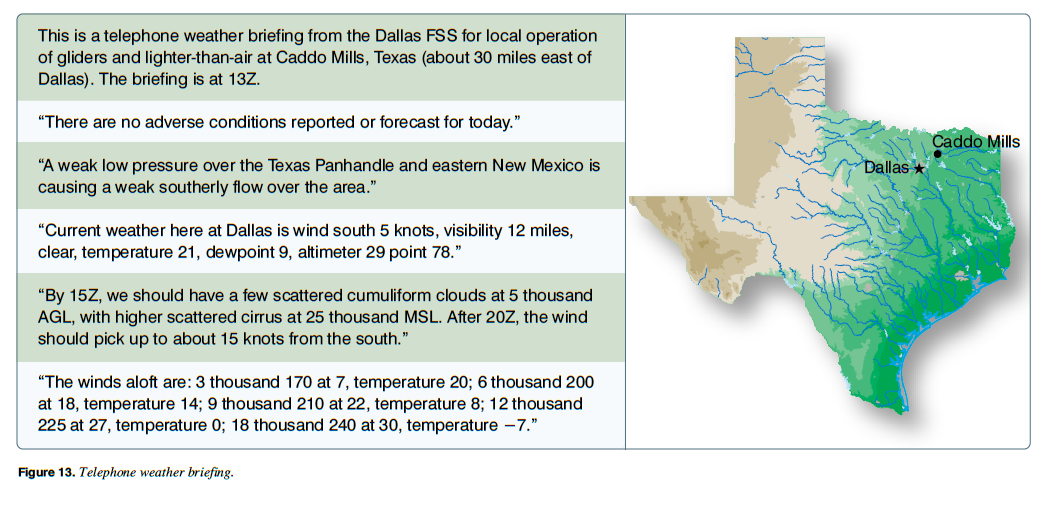 This is a telephone weather briefing from the Dallas FSS for local operation
of gliders and lighter-than-air at Caddo Mills, Texas (about 30 miles east of
Dallas). The briefing is at 13Z.
“There are no adverse conditions reported or forecast for today.”
“A weak low pressure over the Texas Panhandle and eastern New Mexico is
causing a weak southerly flow over the area.”
“Current weather here at Dallas is wind south 5 knots, visibility 12 miles,
clear, temperature 21, dewpoint 9, altimeter 29 point 78.”
“By 15Z, we should have a few scattered cumuliform clouds at 5 thousand
AGL, with higher scattered cirrus at 25 thousand MSL. After 20Z, the wind
should pick up to about 15 knots from the south.”
“The winds aloft are: 3 thousand 170 at 7, temperature 20; 6 thousand 200
at 18, temperature 14; 9 thousand 210 at 22, temperature 8; 12 thousand
225 at 27, temperature 0; 18 thousand 240 at 30, temperature −7.”
Caddo Mills
Dallas
Figure 13. Telephone weather briefing.